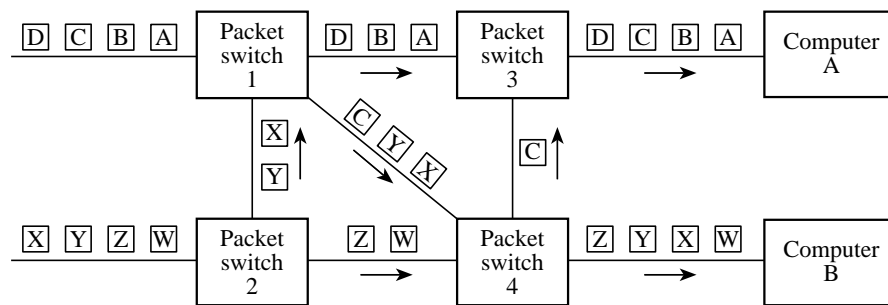 D C B A
Packet
switch
1
D B A
Packet
switch
3
D C B A
Computer
A
X
Y
C Y X
C
X Y Z W
Packet
switch
2
Z W
Packet
switch
4
Z Y X W
Computer
B